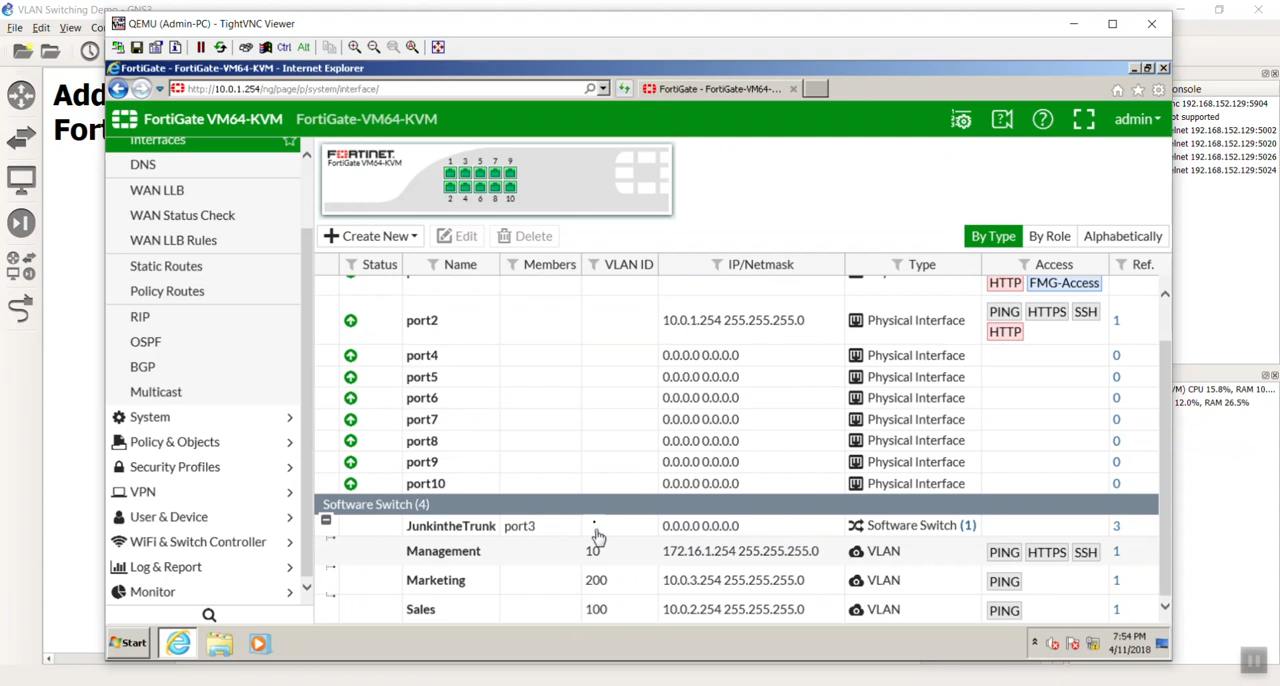 VLAN Switching Demo - GNS3
File Edit View Co
QEMU (Admin-PC) - TightVNC Viewer
Ctrl Alt
FortiGate - FortiGate-VM64-KVM - Internet Explorer
http://10.0.1.254/ng/page/p/system/interface/
FortiGate - FortiGate-VM64-...
Add
For
FortiGate VM64-KVM FortiGate-VM64-KVM
admin
Interfaces
DNS
WAN LLB
WAN Status Check
WAN LLB Rules
Static Routes
Policy Routes
RIP
OSPF
BGP
Multicast
System
Policy & Objects
Security Profiles
VPN
User & Device
WiFi & Switch Controller
Log & Report
Monitor
FORTINET
FortiGate VM64-KVM
1 3 5 7 9
2 4 6 8 10
Create New Edit Delete
By Type By Role Alphabetically
Status Name Members VLAN ID IP/Netmask Type Access Ref.
HTTP FMG-Access
port2 10.0.1.254 255.255.255.0 Physical Interface PING HTTPS SSH HTTP 1
port4 0.0.0.0 0.0.0.0 Physical Interface 0
port5 0.0.0.0 0.0.0.0 Physical Interface 0
port6 0.0.0.0 0.0.0.0 Physical Interface 0
port7 0.0.0.0 0.0.0.0 Physical Interface 0
port8 0.0.0.0 0.0.0.0 Physical Interface 0
port9 0.0.0.0 0.0.0.0 Physical Interface 0
port10 0.0.0.0 0.0.0.0 Physical Interface 0
Software Switch (4)
JunkintheTrunk port3 0.0.0.0 0.0.0.0 Software Switch (1) 3
Management 10 172.16.1.254 255.255.255.0 VLAN PING HTTPS SSH 1
Marketing 200 10.0.3.254 255.255.255.0 VLAN PING 1
Sales 100 10.0.2.254 255.255.255.0 VLAN PING 1
Start
7:54 PM
4/11/2018
onsole
nc 192.168.152.129:5904
ot supported
elnet 192.168.152.129:5002
elnet 192.168.152.129:5020
elnet 192.168.152.129:5026
elnet 192.168.152.129:5024
/M) CPU 15.8%, RAM 10....
12.0%, RAM 26.5%